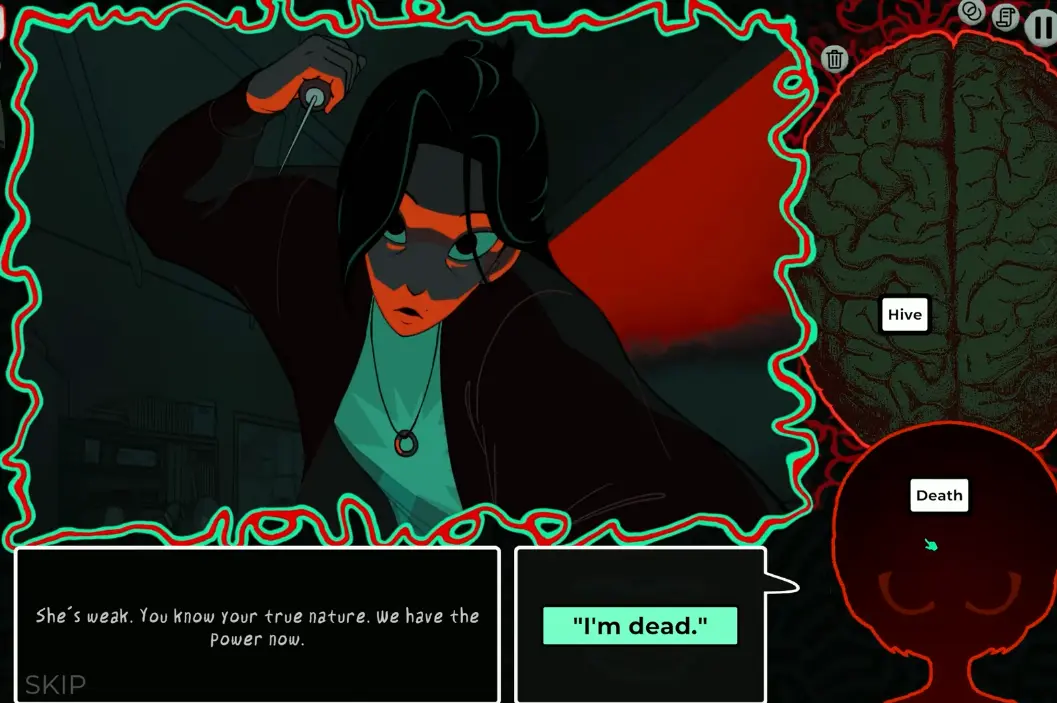 Hive
Death
She's weak. You know your true nature. We have the
Power now.
"I'm dead."
SKIP